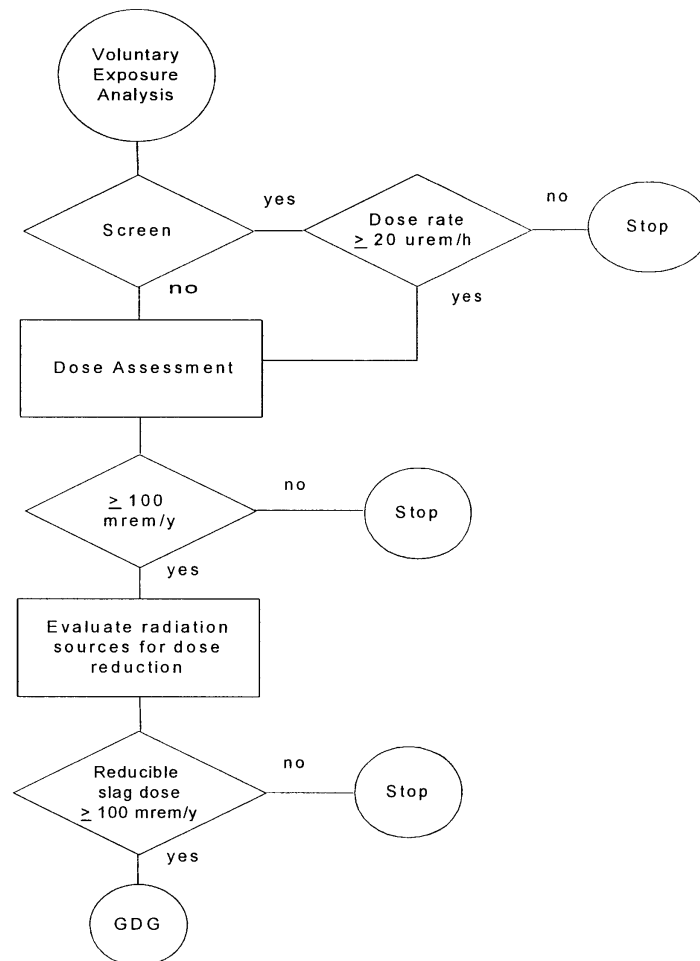 Voluntary
Exposure
Analysis
Screen
yes
Dose rate
≥ 20 urem/h
no
Stop
no
yes
Dose Assessment
≥ 100
mrem/y
no
Stop
yes
Evaluate radiation
sources for dose
reduction
Reducible
slag dose
≥ 100 mrem/y
no
Stop
yes
GDG